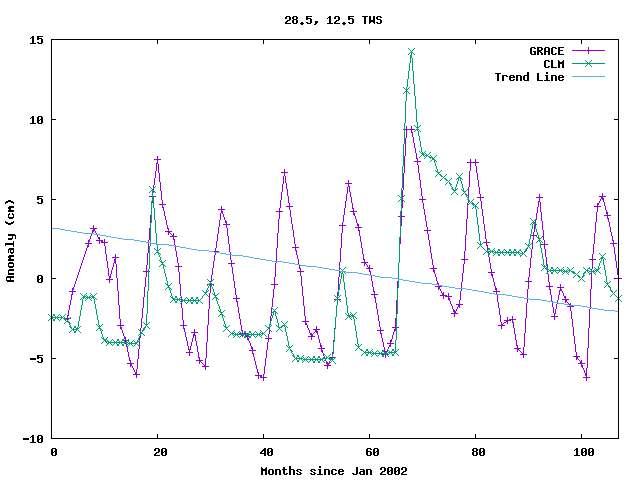 28.5, 12.5 TWS
GRACE
CLM
Trend Line
15
10
5
0
-5
-10
Anomaly (cm)
0 20 40 60 80 100
Months since Jan 2002